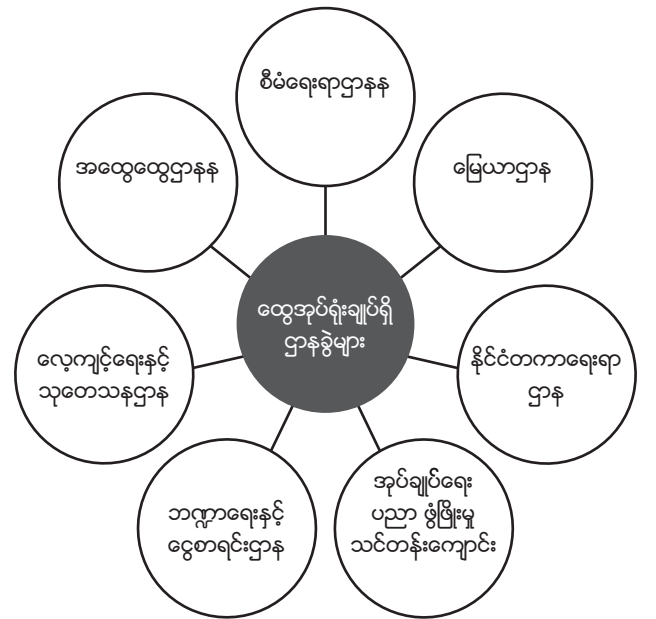 စီမံရေးရာဌာနန
အထွေထွေဌာနန
မြေယာဌာန
ထွေအုပ်ရုံးချုပ်ရှိ
ဌာနခွဲများ
လေ့ကျင့်ရေးနှင့်
သုတေသနဌာန
နိုင်ငံတကာရေးရာ
ဌာန
ဘဏ္ဍာရေးနှင့်
ငွေစာရင်းဌာန
အုပ်ချုပ်ရေး
ပညာ ဖွံ့ဖြိုးမှု
သင်တန်းကျောင်း